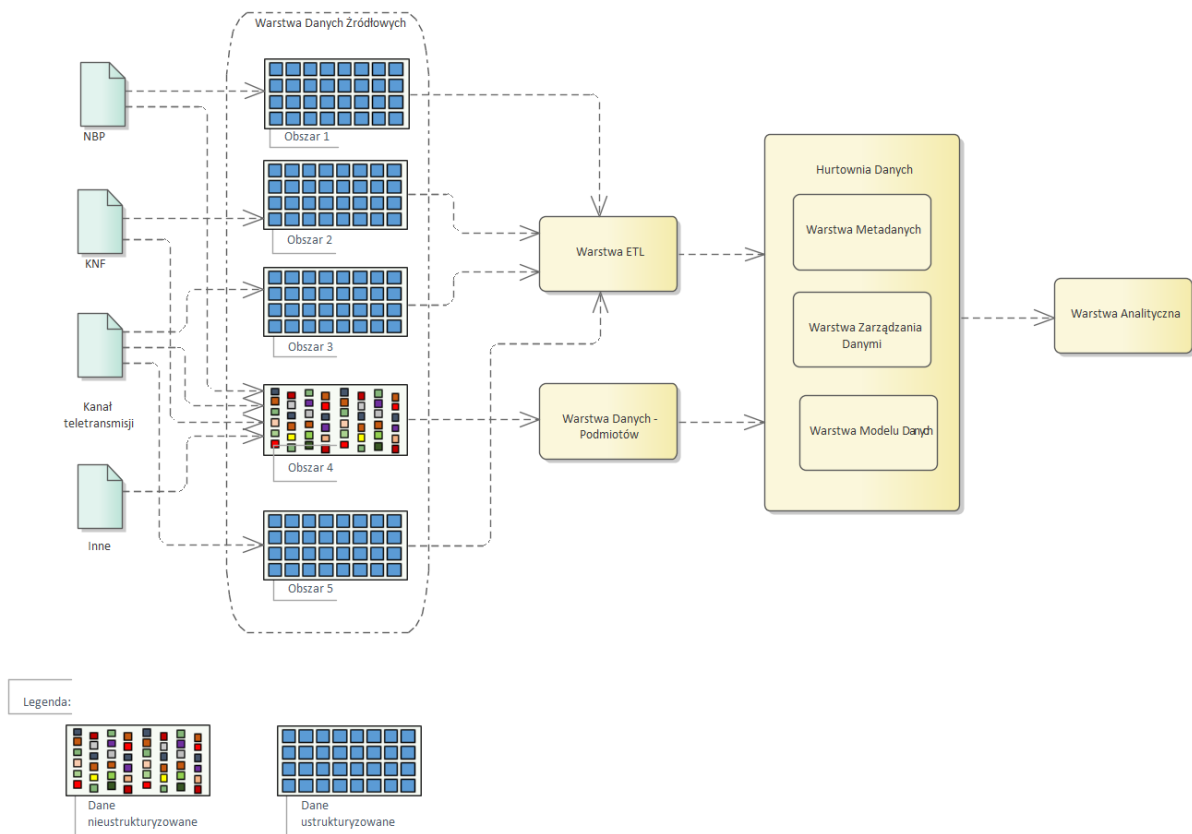 Warstwa Danych Źródłowych
NBP
Obszar 1
KNF
Obszar 2
Kanał
teletransmisji
Obszar 3
Inne
Obszar 4
Obszar 5
Warstwa ETL
Warstwa Danych -
Podmiotów
Hurtownia Danych
Warstwa Metadanych
Warstwa Zarządzania
Danymi
Warstwa Modelu Danych
Warstwa Analityczna
Legenda:
Dane
nieustrukturyzowane
Dane
ustrukturyzowane